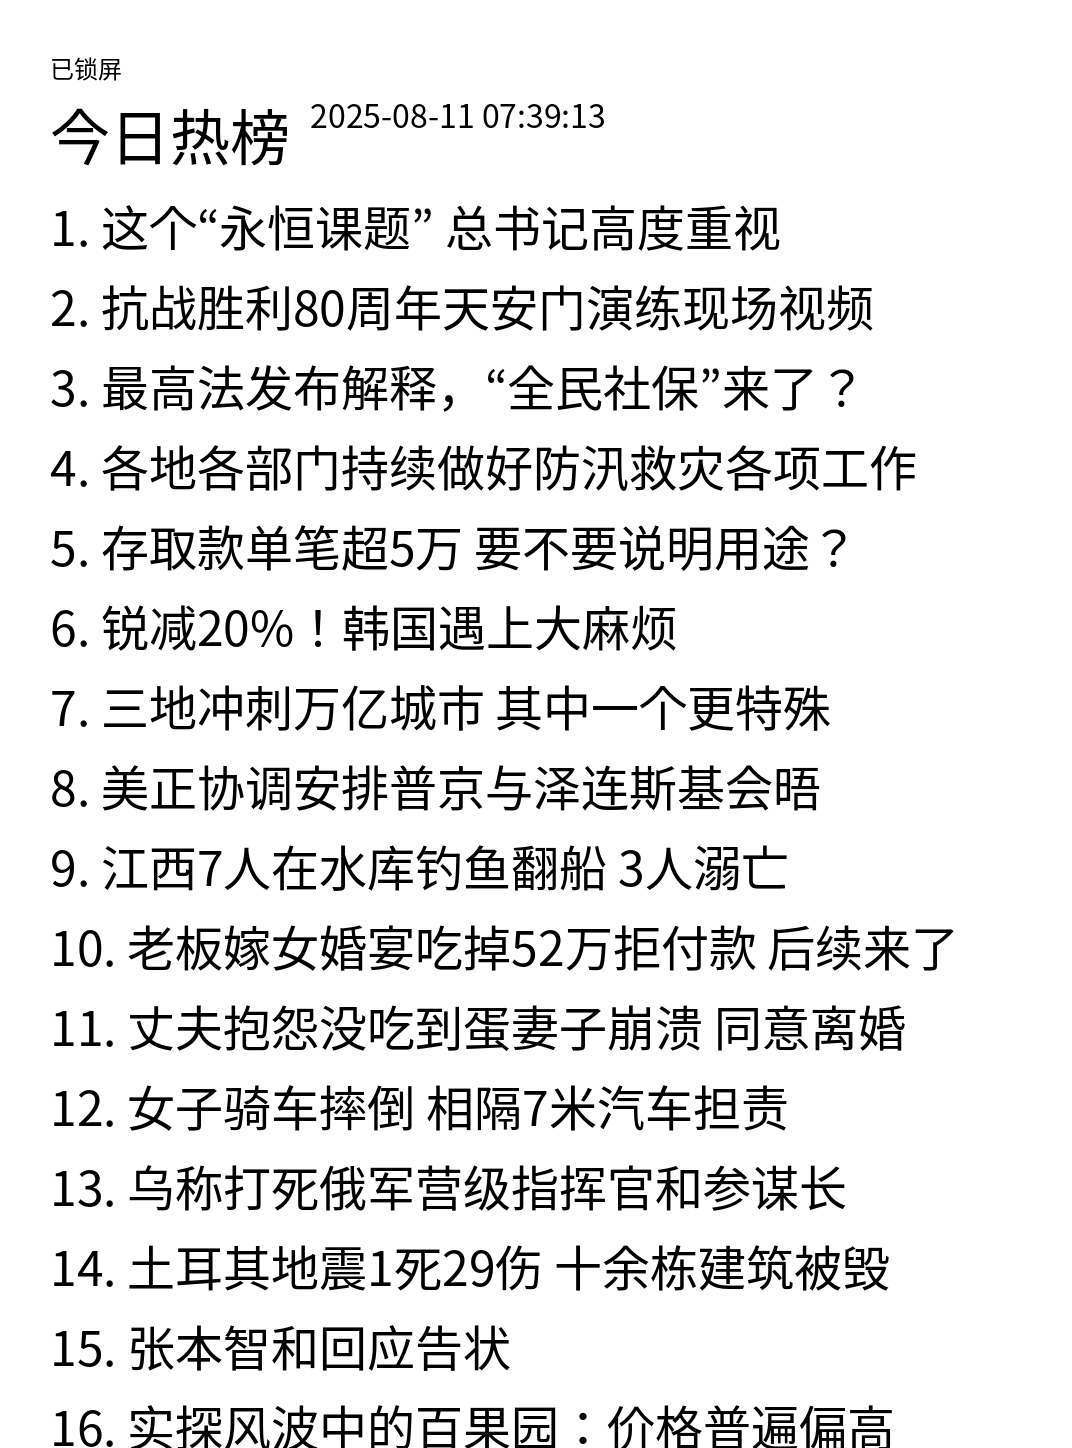 已锁屏
今日热榜 2025-08-11 07:39:13
1. 这个“永恒课题” 总书记高度重视
2. 抗战胜利80周年天安门演练现场视频
3. 最高法发布解释，“全民社保”来了？
4. 各地各部门持续做好防汛救灾各项工作
5. 存取款单笔超5万 要不要说明用途？
6. 锐减20%！韩国遇上大麻烦
7. 三地冲刺万亿城市 其中一个更特殊
8. 美正协调安排普京与泽连斯基会晤
9. 江西7人在水库钓鱼翻船 3人溺亡
10. 老板嫁女婚宴吃掉52万拒付款 后续来了
11. 丈夫抱怨没吃到蛋妻子崩溃 同意离婚
12. 女子骑车摔倒 相隔7米汽车担责
13. 乌称打死俄军营级指挥官和参谋长
14. 土耳其地震1死29伤 十余栋建筑被毁
15. 张本智和回应告状
16. 实探风波中的百果园：价格普遍偏高